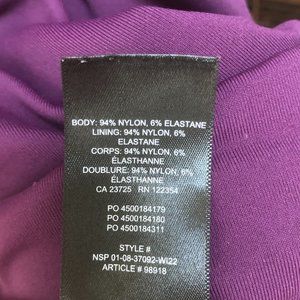 BODY: 94% NYLON, 6% ELASTANE
LINING: 94% NYLON, 6%
ELASTANE
CORPS: 94% NYLON, 6%
ÉLASTHANNE
DOUBLURE: 94% NYLON, 6%
ÉLASTHANNE
CA 23725 RN 122354
PO 4500184179
PO 4500184180
PO 4500184311
STYLE #
NSP 01-08-37092-WI22
ARTICLE # 98918